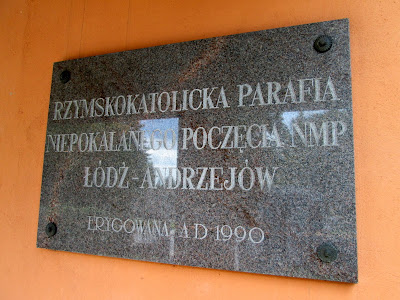 RZYMSKOKATOLICKA PARAFIA
NIEPOKALANEGO POCZĘCIA NMP
ŁÓDŹ-ANDRZEJÓW
ERYGOWANA A.D 1990